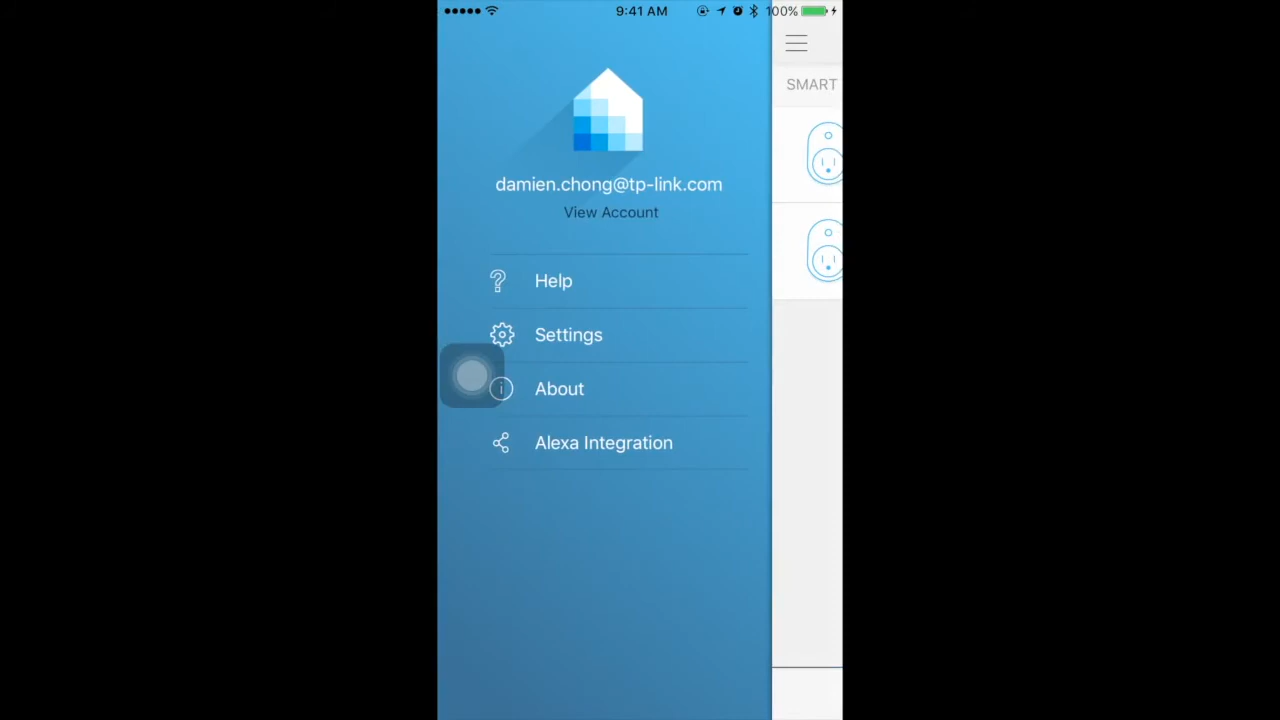 9:41 AM
100%
SMART
damien.chong@tp-link.com
View Account
Help
Settings
About
Alexa Integration